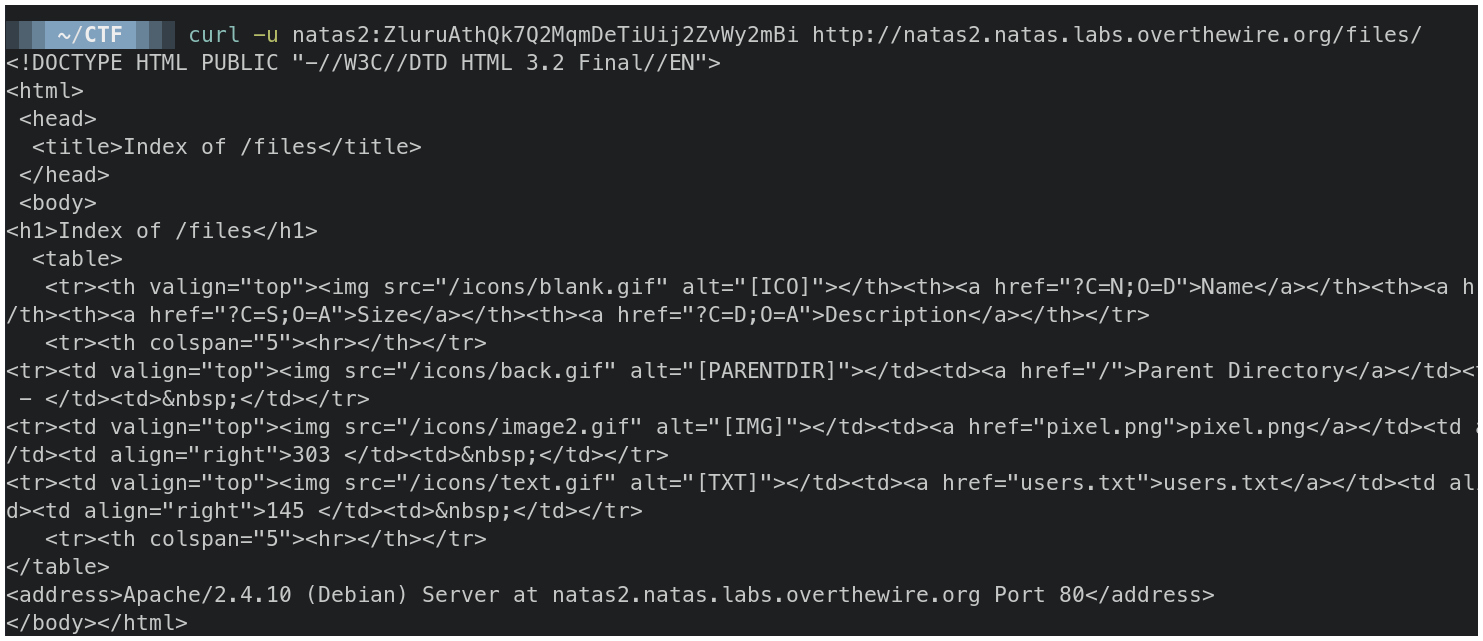 ~/CTF curl -u natas2:ZluruAthQk7Q2MqmDeTiUij2ZvWy2mBi http://natas2.natas.labs.overthewire.org/files/
<!DOCTYPE HTML PUBLIC "-//W3C//DTD HTML 3.2 Final//EN">
<html>
 <head>
  <title>Index of /files</title>
 </head>
 <body>
<h1>Index of /files</h1>
  <table>
   <tr><th valign="top"><img src="/icons/blank.gif" alt="[ICO]"></th><th><a href="?C=N;O=D">Name</a></th><th><a h
/th><th><a href="?C=S;O=A">Size</a></th><th><a href="?C=D;O=A">Description</a></th></tr>
   <tr><th colspan="5"><hr></th></tr>
<tr><td valign="top"><img src="/icons/back.gif" alt="[PARENTDIR]"></td><td><a href="/">Parent Directory</a></td><t
 - </td><td>&nbsp;</td></tr>
<tr><td valign="top"><img src="/icons/image2.gif" alt="[IMG]"></td><td><a href="pixel.png">pixel.png</a></td><td a
/td><td align="right">303 </td><td>&nbsp;</td></tr>
<tr><td valign="top"><img src="/icons/text.gif" alt="[TXT]"></td><td><a href="users.txt">users.txt</a></td><td ali
d><td align="right">145 </td><td>&nbsp;</td></tr>
   <tr><th colspan="5"><hr></th></tr>
</table>
<address>Apache/2.4.10 (Debian) Server at natas2.natas.labs.overthewire.org Port 80</address>
</body></html>